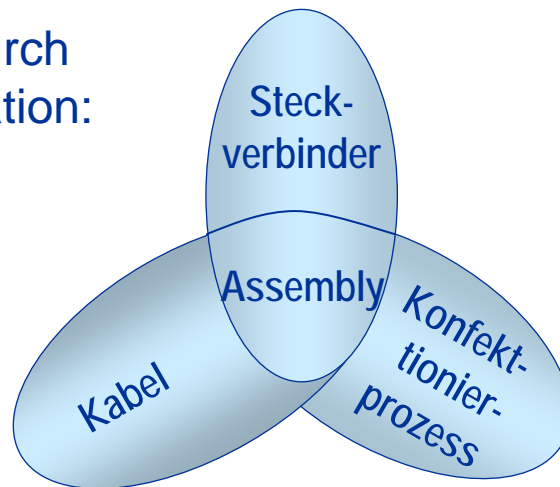 rch
tion:
Steck-
verbinder
Assembly
Kabel
Konfekt-
tionier-
prozess